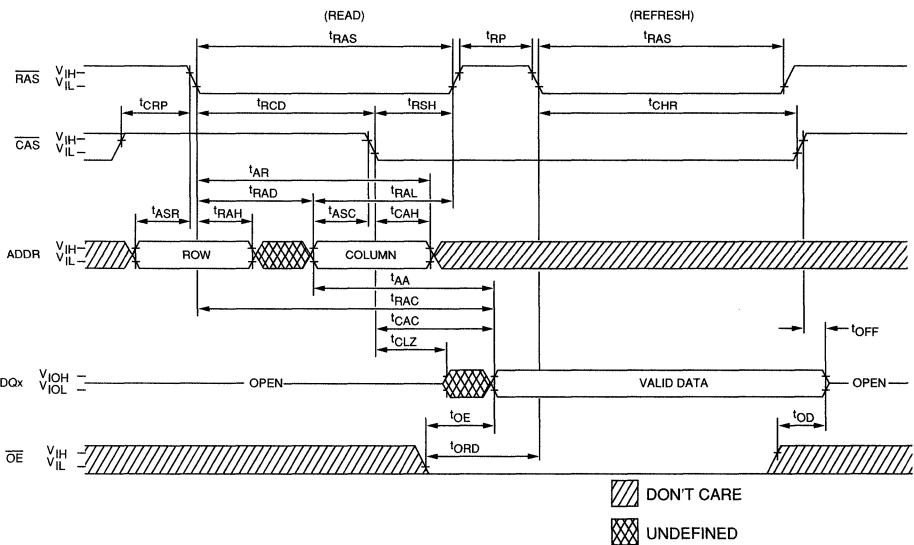 (READ) (REFRESH)
tRAS tRP tRAS
RAS VIH VIL
tCRP tRCD tRSH tCHR
CAS VIH VIL
tAR
tRAD tRAL
tASR tRAH tASC tCAH
ADDR VIH VIL ROW COLUMN
tAA
tRAC
tCAC
tOFF
tCLZ
DQx VIOH VIOL OPEN VALID DATA OPEN
tOE tOD
tORD
OE VIH VIL
DON'T CARE
UNDEFINED